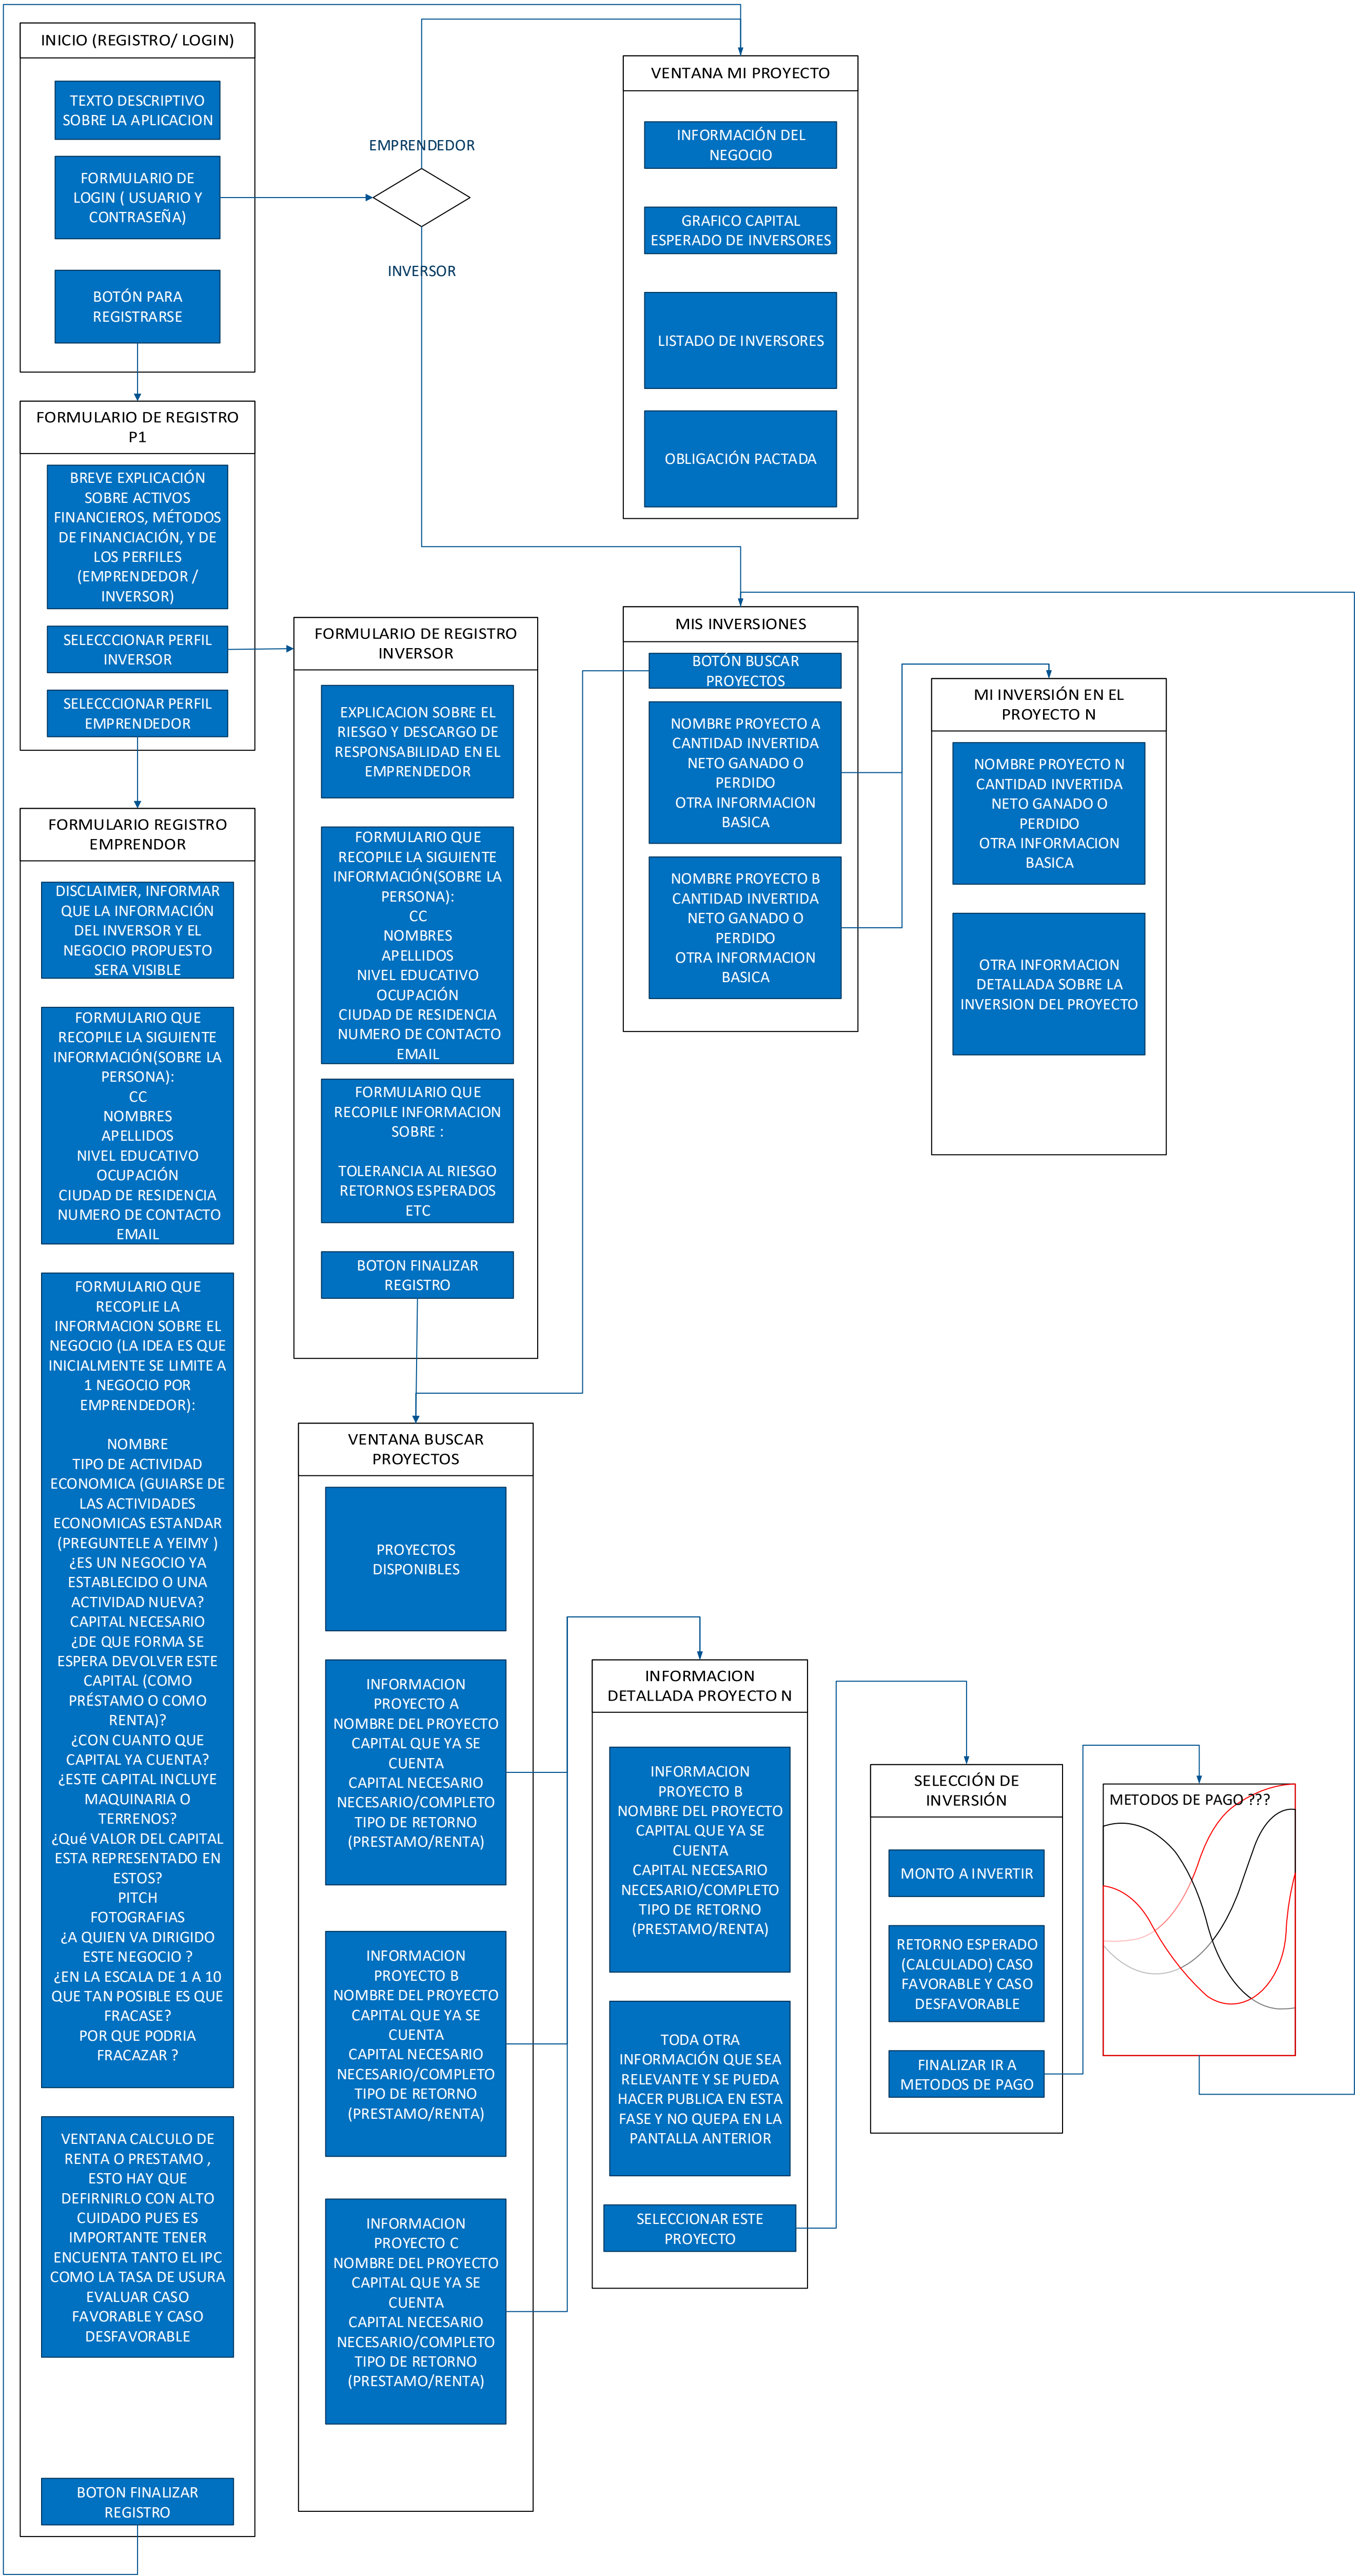 INICIO (REGISTRO/ LOGIN)
TEXTO DESCRIPTIVO
SOBRE LA APLICACION
FORMULARIO DE
LOGIN ( USUARIO Y
CONTRASEÑA)
BOTÓN PARA
REGISTRARSE
EMPRENDEDOR
INVERSOR
VENTANA MI PROYECTO
INFORMACIÓN DEL
NEGOCIO
GRAFICO CAPITAL
ESPERADO DE INVERSORES
LISTADO DE INVERSORES
OBLIGACIÓN PACTADA
FORMULARIO DE REGISTRO
P1
BREVE EXPLICACIÓN
SOBRE ACTIVOS
FINANCIEROS, MÉTODOS
DE FINANCIACIÓN, Y DE
LOS PERFILES
(EMPRENDEDOR /
INVERSOR)
SELECCCIONAR PERFIL
INVERSOR
SELECCCIONAR PERFIL
EMPRENDEDOR
FORMULARIO REGISTRO
EMPRENDOR
DISCLAIMER, INFORMAR
QUE LA INFORMACIÓN
DEL INVERSOR Y EL
NEGOCIO PROPUESTO
SERA VISIBLE
FORMULARIO QUE
RECOPILE LA SIGUIENTE
INFORMACIÓN(SOBRE LA
PERSONA):
CC
NOMBRES
APELLIDOS
NIVEL EDUCATIVO
OCUPACIÓN
CIUDAD DE RESIDENCIA
NUMERO DE CONTACTO
EMAIL
FORMULARIO QUE
RECOPLIE LA
INFORMACION SOBRE EL
NEGOCIO (LA IDEA ES QUE
INICIALMENTE SE LIMITE A
1 NEGOCIO POR
EMPRENDEDOR):
NOMBRE
TIPO DE ACTIVIDAD
ECONOMICA (GUIARSE DE
LAS ACTIVIDADES
ECONOMICAS ESTANDAR
(PREGUNTELE A YEIMY )
¿ES UN NEGOCIO YA
ESTABLECIDO O UNA
ACTIVIDAD NUEVA?
CAPITAL NECESARIO
¿DE QUE FORMA SE
ESPERA DEVOLVER ESTE
CAPITAL (COMO
PRÉSTAMO O COMO
RENTA)?
¿CON CUANTO QUE
CAPITAL YA CUENTA?
¿ESTE CAPITAL INCLUYE
MAQUINARIA O
TERRENOS?
¿Qué VALOR DEL CAPITAL
ESTA REPRESENTADO EN
ESTOS?
PITCH
FOTOGRAFIAS
¿A QUIEN VA DIRIGIDO
ESTE NEGOCIO ?
¿EN LA ESCALA DE 1 A 10
QUE TAN POSIBLE ES QUE
FRACASE?
POR QUE PODRIA
FRACAZAR ?
VENTANA CALCULO DE
RENTA O PRESTAMO ,
ESTO HAY QUE
DEFIRNIRLO CON ALTO
CUIDADO PUES ES
IMPORTANTE TENER
ENCUENTA TANTO EL IPC
COMO LA TASA DE USURA
EVALUAR CASO
FAVORABLE Y CASO
DESFAVORABLE
BOTON FINALIZAR
REGISTRO
FORMULARIO DE REGISTRO
INVERSOR
EXPLICACION SOBRE EL
RIESGO Y DESCARGO DE
RESPONSABILIDAD EN EL
EMPRENDEDOR
FORMULARIO QUE
RECOPILE LA SIGUIENTE
INFORMACIÓN(SOBRE LA
PERSONA):
CC
NOMBRES
APELLIDOS
NIVEL EDUCATIVO
OCUPACIÓN
CIUDAD DE RESIDENCIA
NUMERO DE CONTACTO
EMAIL
FORMULARIO QUE
RECOPILE INFORMACION
SOBRE :
TOLERANCIA AL RIESGO
RETORNOS ESPERADOS
ETC
BOTON FINALIZAR
REGISTRO
MIS INVERSIONES
BOTÓN BUSCAR
PROYECTOS
NOMBRE PROYECTO A
CANTIDAD INVERTIDA
NETO GANADO O
PERDIDO
OTRA INFORMACION
BASICA
NOMBRE PROYECTO B
CANTIDAD INVERTIDA
NETO GANADO O
PERDIDO
OTRA INFORMACION
BASICA
MI INVERSIÓN EN EL
PROYECTO N
NOMBRE PROYECTO N
CANTIDAD INVERTIDA
NETO GANADO O
PERDIDO
OTRA INFORMACION
BASICA
OTRA INFORMACION
DETALLADA SOBRE LA
INVERSION DEL PROYECTO
VENTANA BUSCAR
PROYECTOS
PROYECTOS
DISPONIBLES
INFORMACION
PROYECTO A
NOMBRE DEL PROYECTO
CAPITAL QUE YA SE
CUENTA
CAPITAL NECESARIO
NECESARIO/COMPLETO
TIPO DE RETORNO
(PRESTAMO/RENTA)
INFORMACION
PROYECTO B
NOMBRE DEL PROYECTO
CAPITAL QUE YA SE
CUENTA
CAPITAL NECESARIO
NECESARIO/COMPLETO
TIPO DE RETORNO
(PRESTAMO/RENTA)
INFORMACION
PROYECTO C
NOMBRE DEL PROYECTO
CAPITAL QUE YA SE
CUENTA
CAPITAL NECESARIO
NECESARIO/COMPLETO
TIPO DE RETORNO
(PRESTAMO/RENTA)
INFORMACION
DETALLADA PROYECTO N
INFORMACION
PROYECTO B
NOMBRE DEL PROYECTO
CAPITAL QUE YA SE
CUENTA
CAPITAL NECESARIO
NECESARIO/COMPLETO
TIPO DE RETORNO
(PRESTAMO/RENTA)
TODA OTRA
INFORMACIÓN QUE SEA
RELEVANTE Y SE PUEDA
HACER PUBLICA EN ESTA
FASE Y NO QUEPA EN LA
PANTALLA ANTERIOR
SELECCIONAR ESTE
PROYECTO
SELECCIÓN DE
INVERSIÓN
MONTO A INVERTIR
RETORNO ESPERADO
(CALCULADO) CASO
FAVORABLE Y CASO
DESFAVORABLE
FINALIZAR IR A
METODOS DE PAGO
METODOS DE PAGO ???